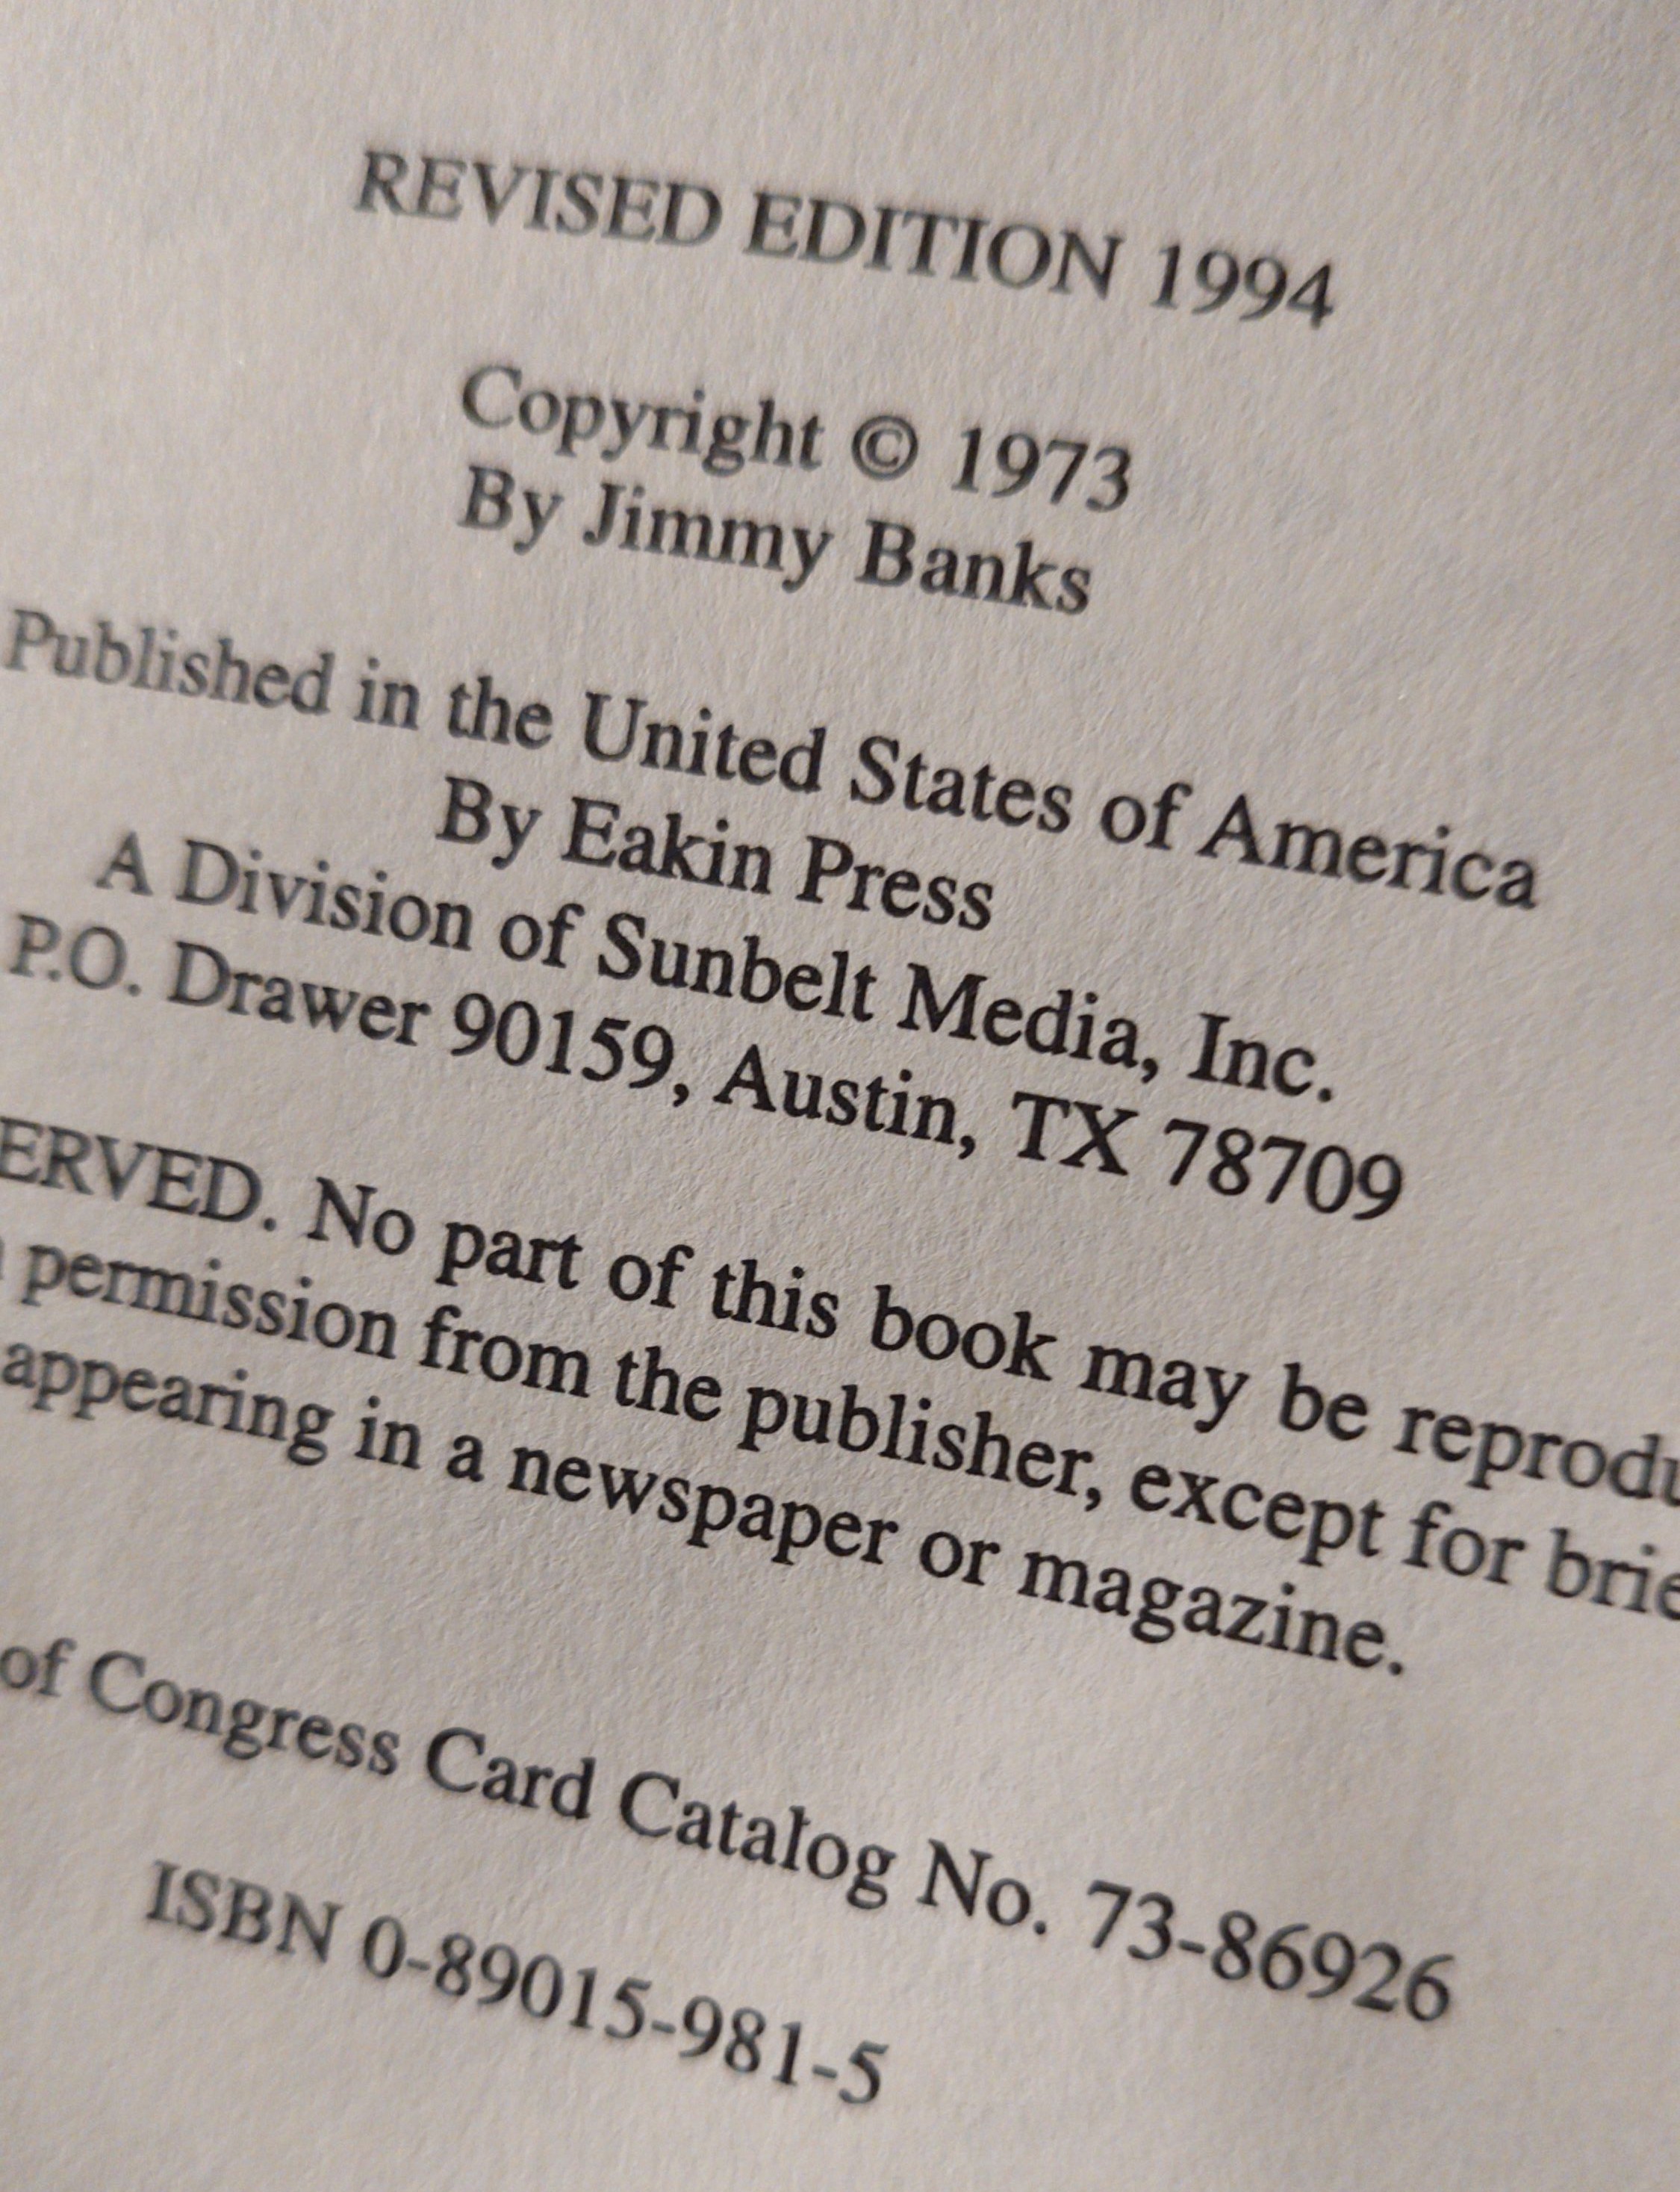 REVISED EDITION 1994
Copyright © 1973
By Jimmy Banks
Published in the United States of America
By Eakin Press
A Division of Sunbelt Media, Inc.
P.O. Drawer 90159, Austin, TX 78709
ERVED. No part of this book may be reprodu
permission from the publisher, except for brie
appearing in a newspaper or magazine.
of Congress Card Catalog No. 73-86926
ISBN 0-89015-981-5